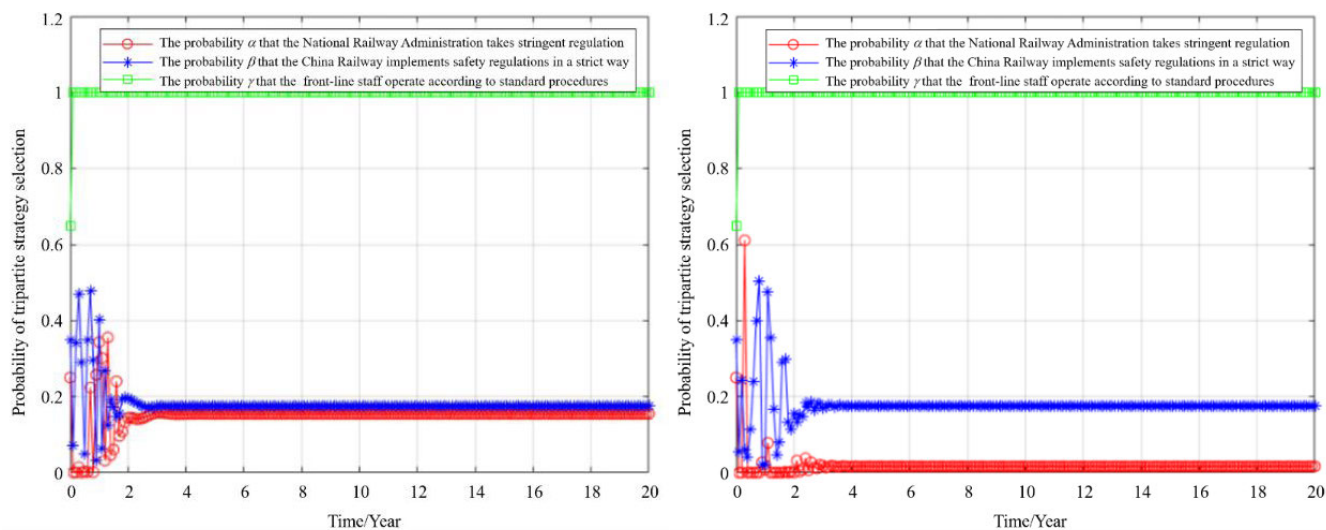 1.2
The probability α that the National Railway Administration takes stringent regulation
The probability β that the China Railway implements safety regulations in a strict way
The probability γ that the front-line staff operate according to standard procedures
1
0.8
0.6
0.4
0.2
0
Probability of tripartite strategy selection
0 2 4 6 8 10 12 14 16 18 20
Time/Year
1.2
The probability α that the National Railway Administration takes stringent regulation
The probability β that the China Railway implements safety regulations in a strict way
The probability γ that the front-line staff operate according to standard procedures
1
0.8
0.6
0.4
0.2
0
Probability of tripartite strategy selection
0 2 4 6 8 10 12 14 16 18 20
Time/Year